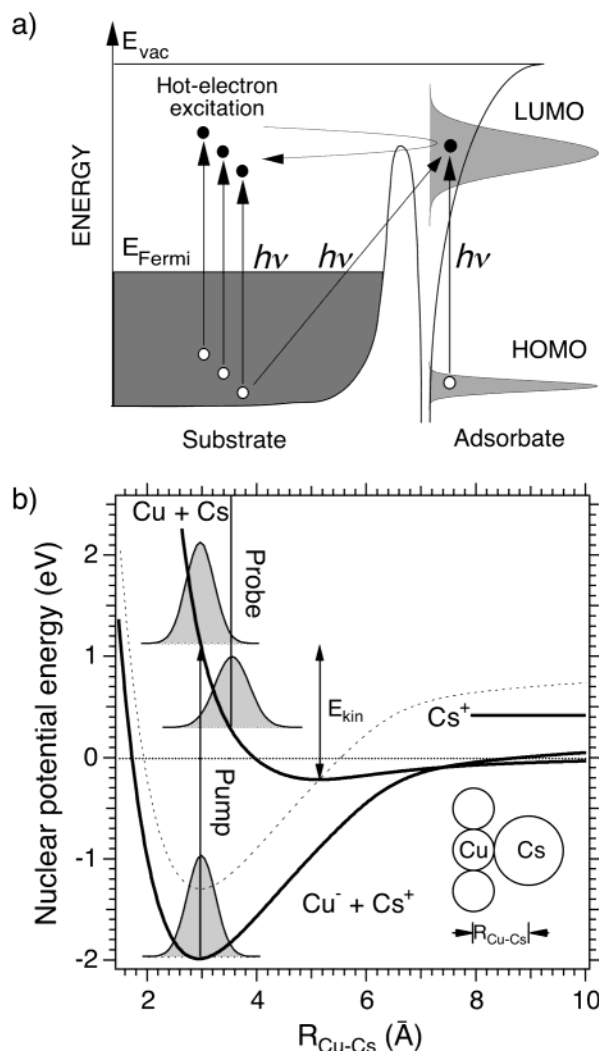 a)
E_vac
Hot-electron
excitation
LUMO
ENERGY
E_Fermi
hν hν hν
HOMO
Substrate Adsorbate
b)
Cu + Cs
Probe
Pump
E_kin
Cs⁺
Cu⁻ + Cs⁺
Cu Cs
R_Cu-Cs
Nuclear potential energy (eV)
2
1
0
-1
-2
2 4 6 8 10
R_Cu-Cs (Å)